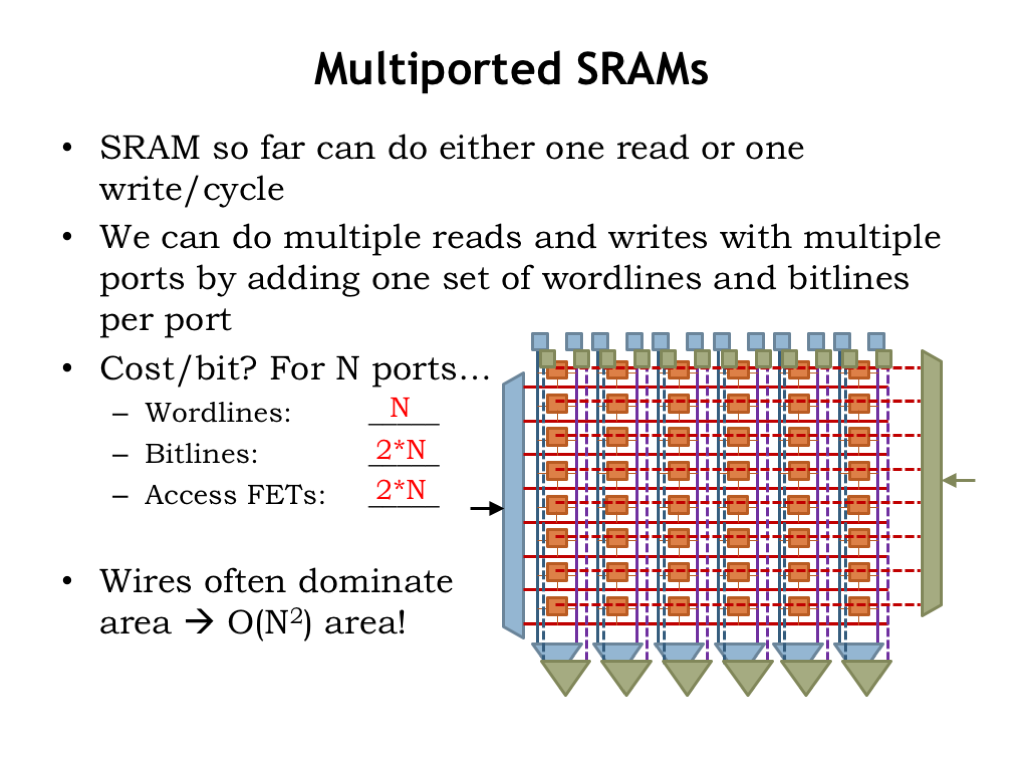 Multiported SRAMs
• SRAM so far can do either one read or one
write/cycle
• We can do multiple reads and writes with multiple
ports by adding one set of wordlines and bitlines
per port
• Cost/bit? For N ports…
– Wordlines: N
– Bitlines: 2*N
– Access FETs: 2*N
• Wires often dominate
area → O(N²) area!